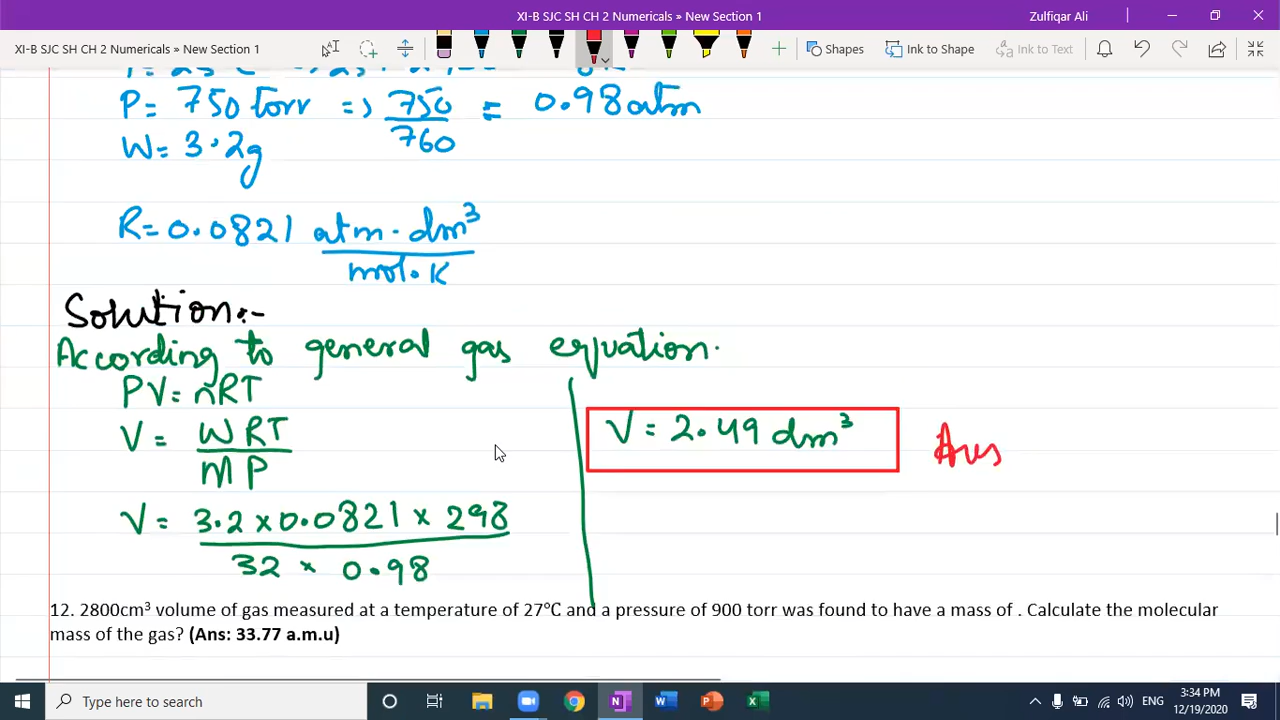 XI-B SJC SH CH 2 Numericals » New Section 1
Zulfiqar Ali
XI-B SJC SH CH 2 Numericals » New Section 1
Shapes
Ink to Shape
Ink to Text
P = 750 torr => 750/760 = 0.98 atm
W = 3.2g
R = 0.0821 atm·dm³/mol·K
Solution:-
According to general gas equation.
PV = nRT
V = WRT/MP
V = 3.2 × 0.0821 × 298/32 × 0.98
V = 2.49 dm³
Ans
12. 2800cm³ volume of gas measured at a temperature of 27°C and a pressure of 900 torr was found to have a mass of . Calculate the molecular
mass of the gas? (Ans: 33.77 a.m.u)
Type here to search
ENG
3:34 PM
12/19/2020